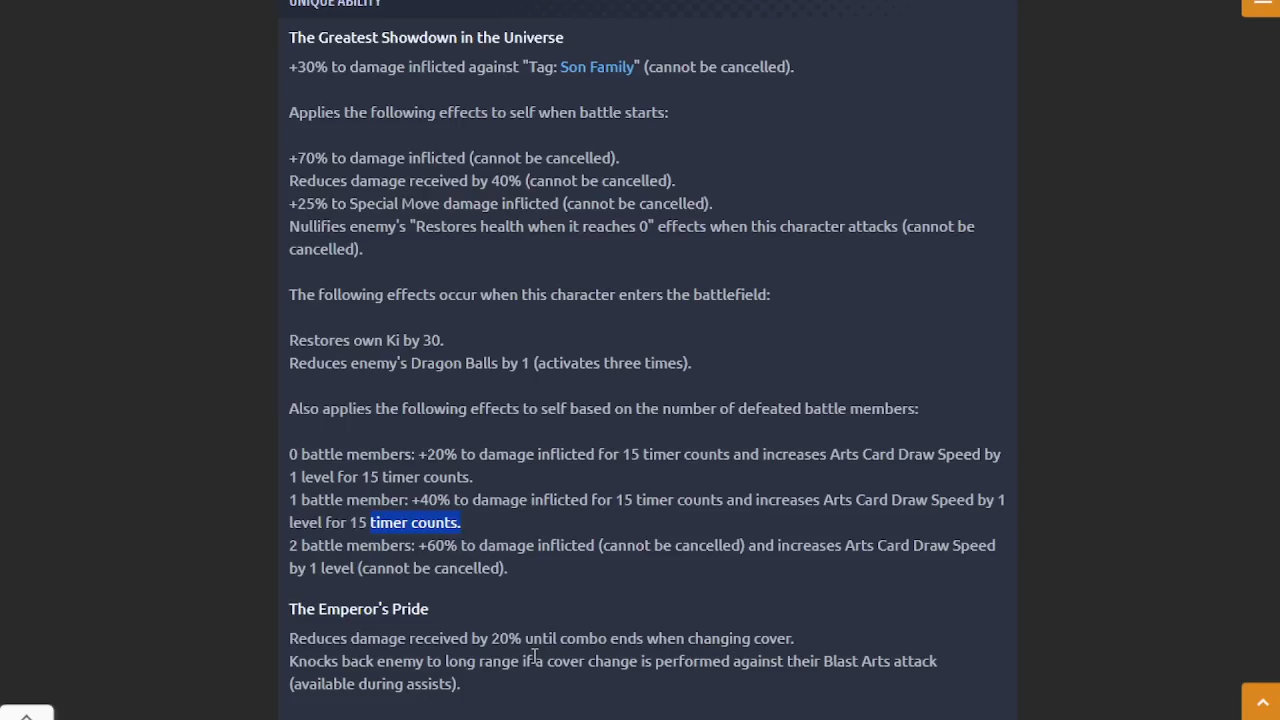 UNIQUE ABILITY
The Greatest Showdown in the Universe
+30% to damage inflicted against "Tag: Son Family" (cannot be cancelled).
Applies the following effects to self when battle starts:
+70% to damage inflicted (cannot be cancelled).
Reduces damage received by 40% (cannot be cancelled).
+25% to Special Move damage inflicted (cannot be cancelled).
Nullifies enemy's "Restores health when it reaches 0" effects when this character attacks (cannot be
cancelled).
The following effects occur when this character enters the battlefield:
Restores own Ki by 30.
Reduces enemy's Dragon Balls by 1 (activates three times).
Also applies the following effects to self based on the number of defeated battle members:
0 battle members: +20% to damage inflicted for 15 timer counts and increases Arts Card Draw Speed by
1 level for 15 timer counts.
1 battle member: +40% to damage inflicted for 15 timer counts and increases Arts Card Draw Speed by 1
level for 15 timer counts.
2 battle members: +60% to damage inflicted (cannot be cancelled) and increases Arts Card Draw Speed
by 1 level (cannot be cancelled).
The Emperor's Pride
Reduces damage received by 20% until combo ends when changing cover.
Knocks back enemy to long range if a cover change is performed against their Blast Arts attack
(available during assists).